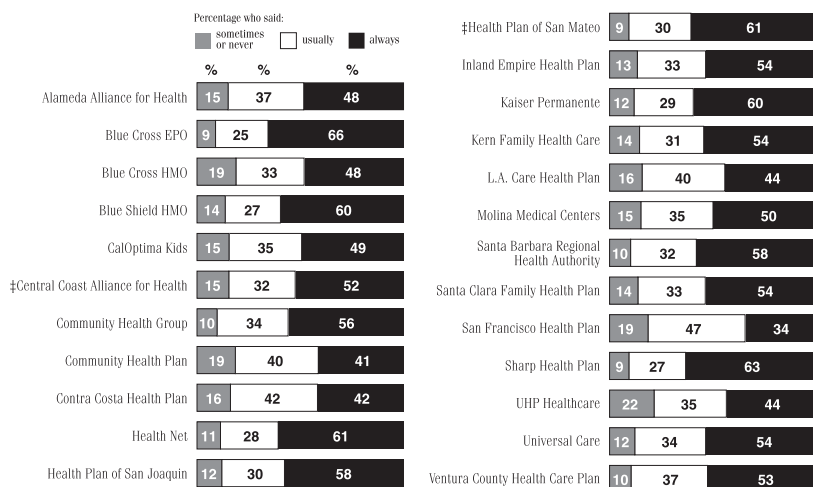 Percentage who said:
sometimes
or never
usually
always
% % %
Alameda Alliance for Health 15 37 48
Blue Cross EPO 9 25 66
Blue Cross HMO 19 33 48
Blue Shield HMO 14 27 60
CalOptima Kids 15 35 49
‡Central Coast Alliance for Health 15 32 52
Community Health Group 10 34 56
Community Health Plan 19 40 41
Contra Costa Health Plan 16 42 42
Health Net 11 28 61
Health Plan of San Joaquin 12 30 58
‡Health Plan of San Mateo 9 30 61
Inland Empire Health Plan 13 33 54
Kaiser Permanente 12 29 60
Kern Family Health Care 14 31 54
L.A. Care Health Plan 16 40 44
Molina Medical Centers 15 35 50
Santa Barbara Regional
Health Authority 10 32 58
Santa Clara Family Health Plan 14 33 54
San Francisco Health Plan 19 47 34
Sharp Health Plan 9 27 63
UHP Healthcare 22 35 44
Universal Care 12 34 54
Ventura County Health Care Plan 10 37 53